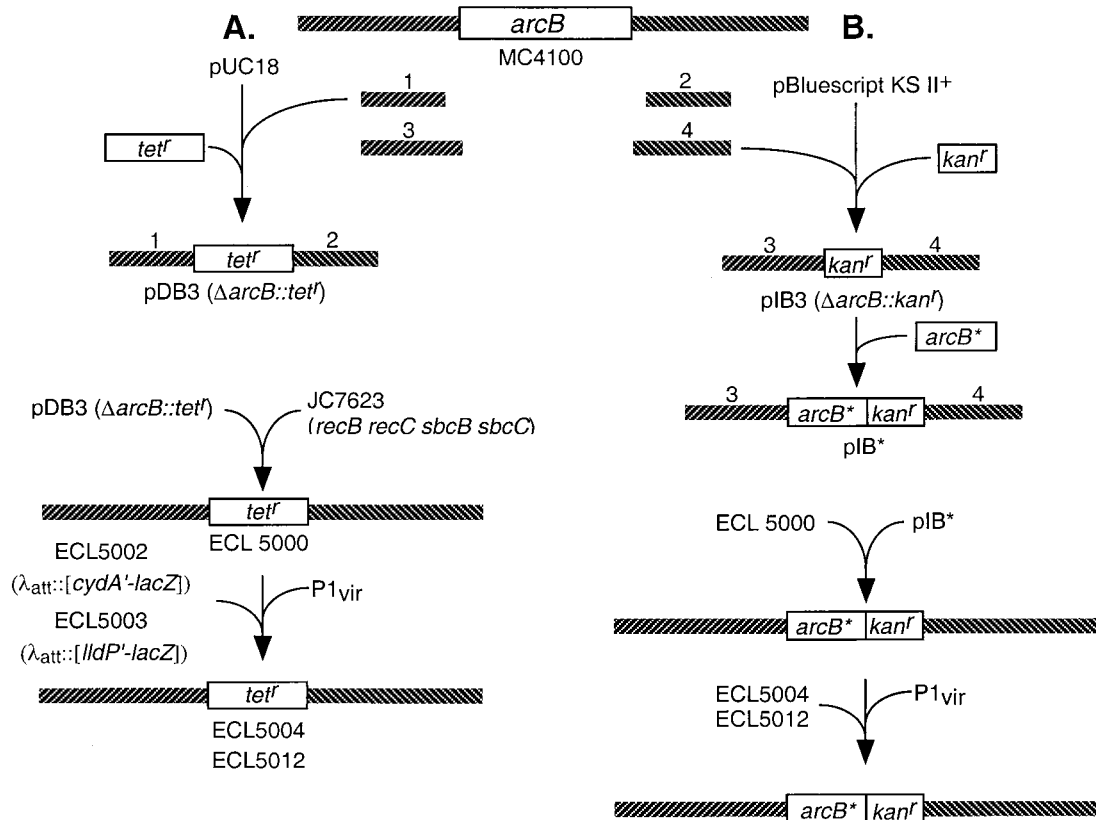 A.
arcB
MC4100
B.
pUC18
1
3
tetʳ
1
tetʳ
2
pDB3 (ΔarcB::tetʳ)
pDB3 (ΔarcB::tetʳ)
JC7623
(recB recC sbcB sbcC)
tetʳ
ECL 5000
ECL5002
(λatt::[cydA'-lacZ])
ECL5003
(λatt::[lldP'-lacZ])
P1vir
tetʳ
ECL5004
ECL5012
2
4
pBluescript KS II+
kanʳ
3
kanʳ
4
pIB3 (ΔarcB::kanʳ)
arcB*
3
arcB* kanʳ
4
pIB*
ECL 5000
pIB*
arcB* kanʳ
ECL5004
ECL5012
P1vir
arcB* kanʳ